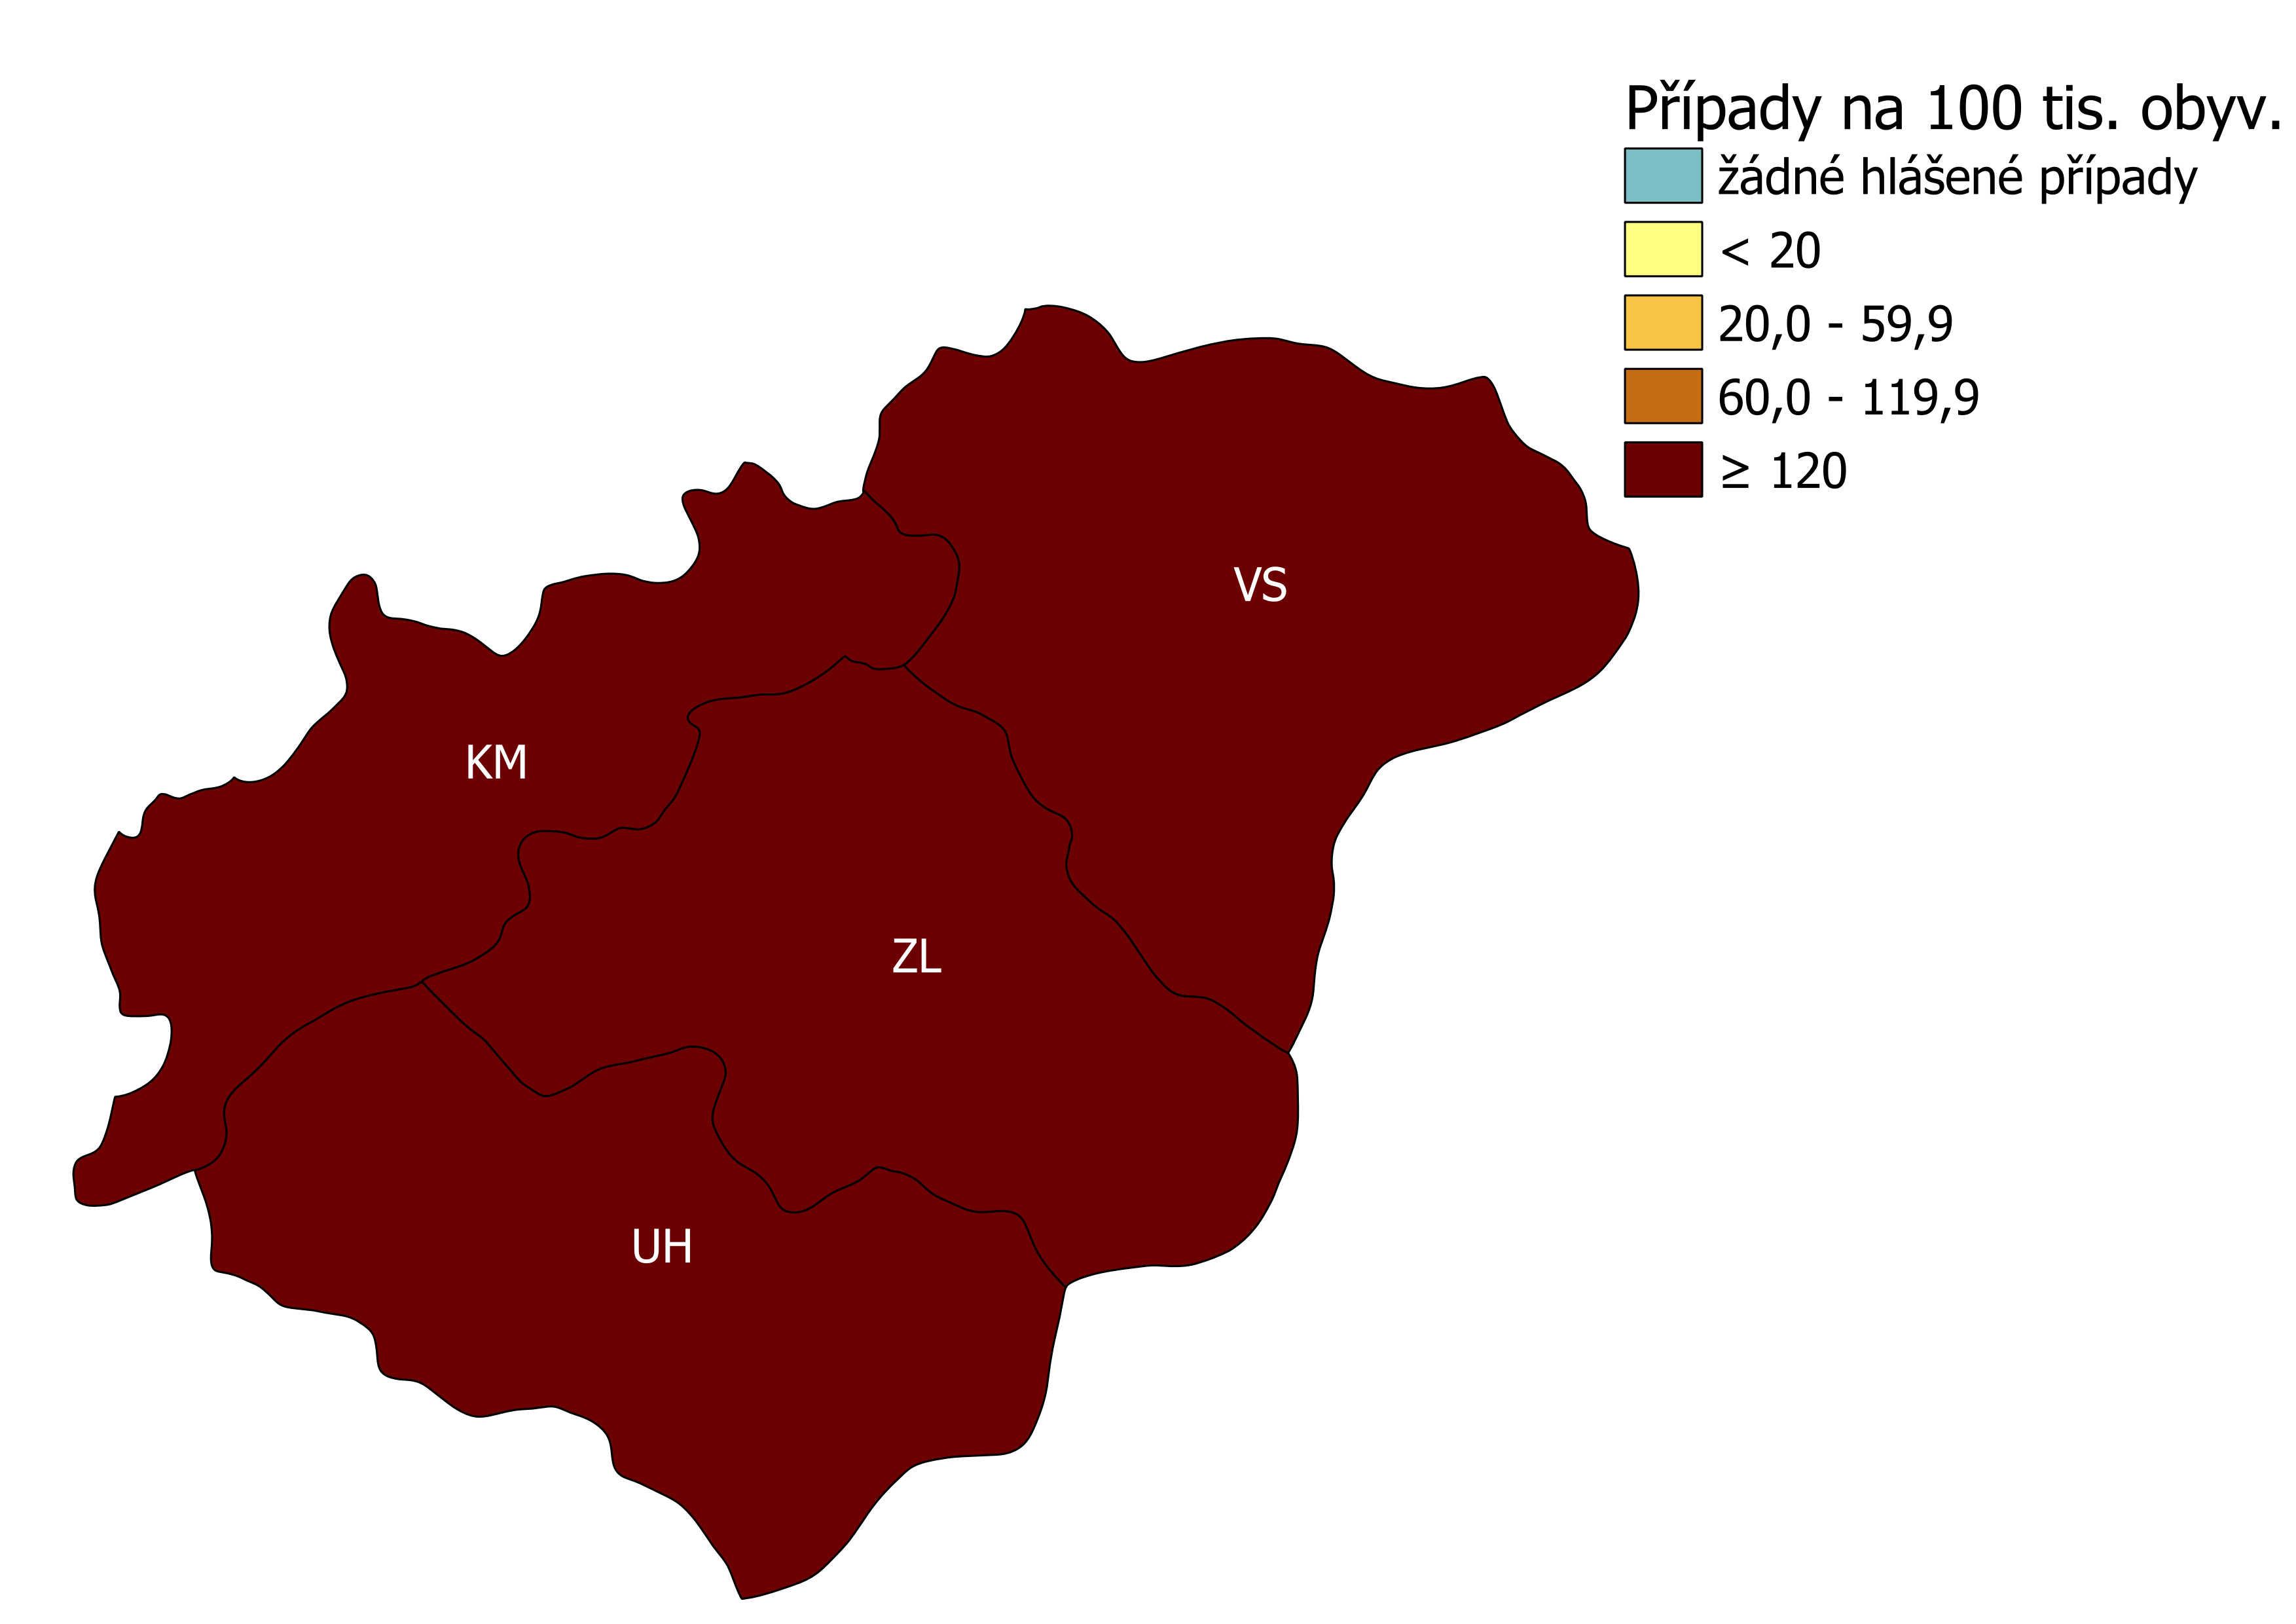 Případy na 100 tis. obyv.
žádné hlášené případy
< 20
20,0 - 59,9
60,0 - 119,9
≥ 120
VS
KM
ZL
UH